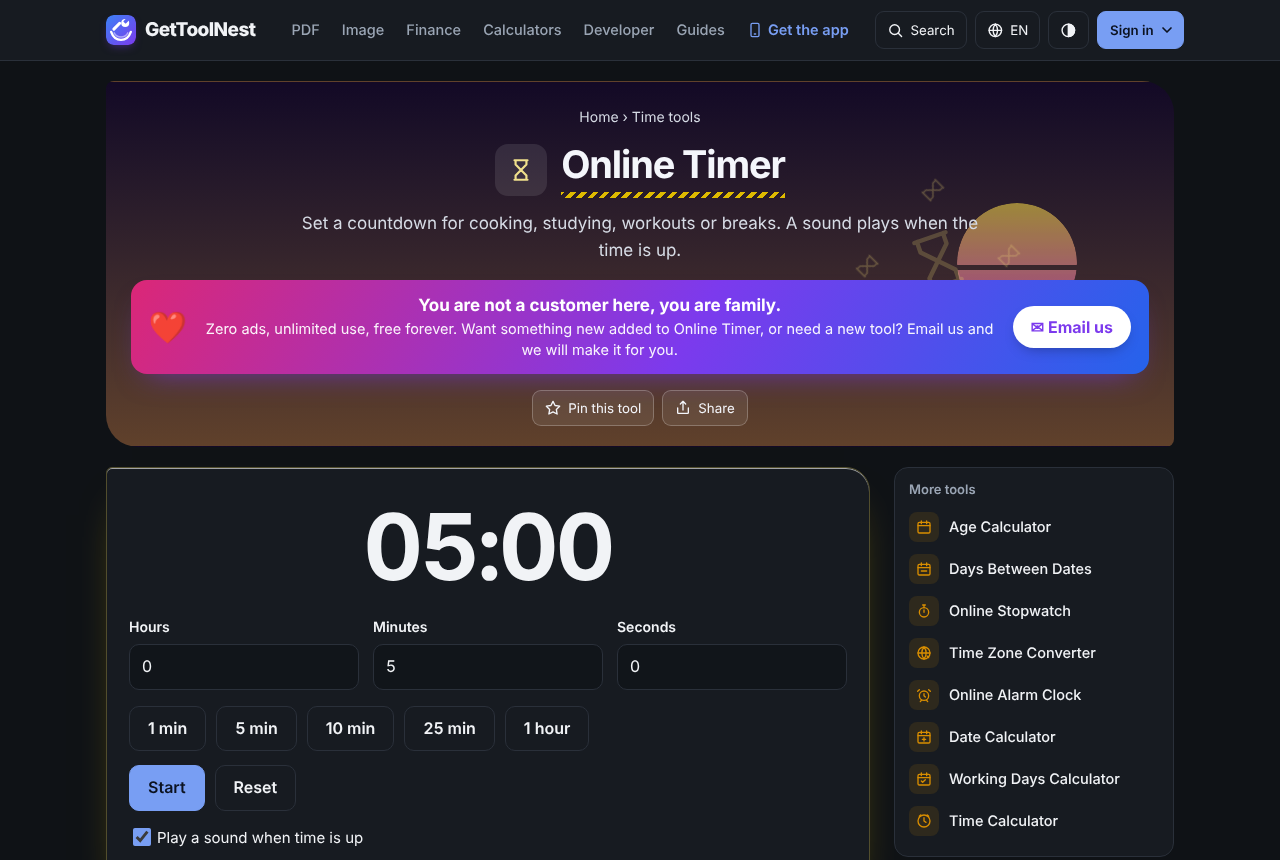 GetToolNest
PDF
Image
Finance
Calculators
Developer
Guides
Get the app
Search
EN
Sign in
Home › Time tools
Online Timer
Set a countdown for cooking, studying, workouts or breaks. A sound plays when the
time is up.
You are not a customer here, you are family.
Zero ads, unlimited use, free forever. Want something new added to Online Timer, or need a new tool? Email us and
we will make it for you.
✉ Email us
Pin this tool
Share
05:00
Hours
Minutes
Seconds
0
5
0
1 min
5 min
10 min
25 min
1 hour
Start
Reset
Play a sound when time is up
More tools
Age Calculator
Days Between Dates
Online Stopwatch
Time Zone Converter
Online Alarm Clock
Date Calculator
Working Days Calculator
Time Calculator